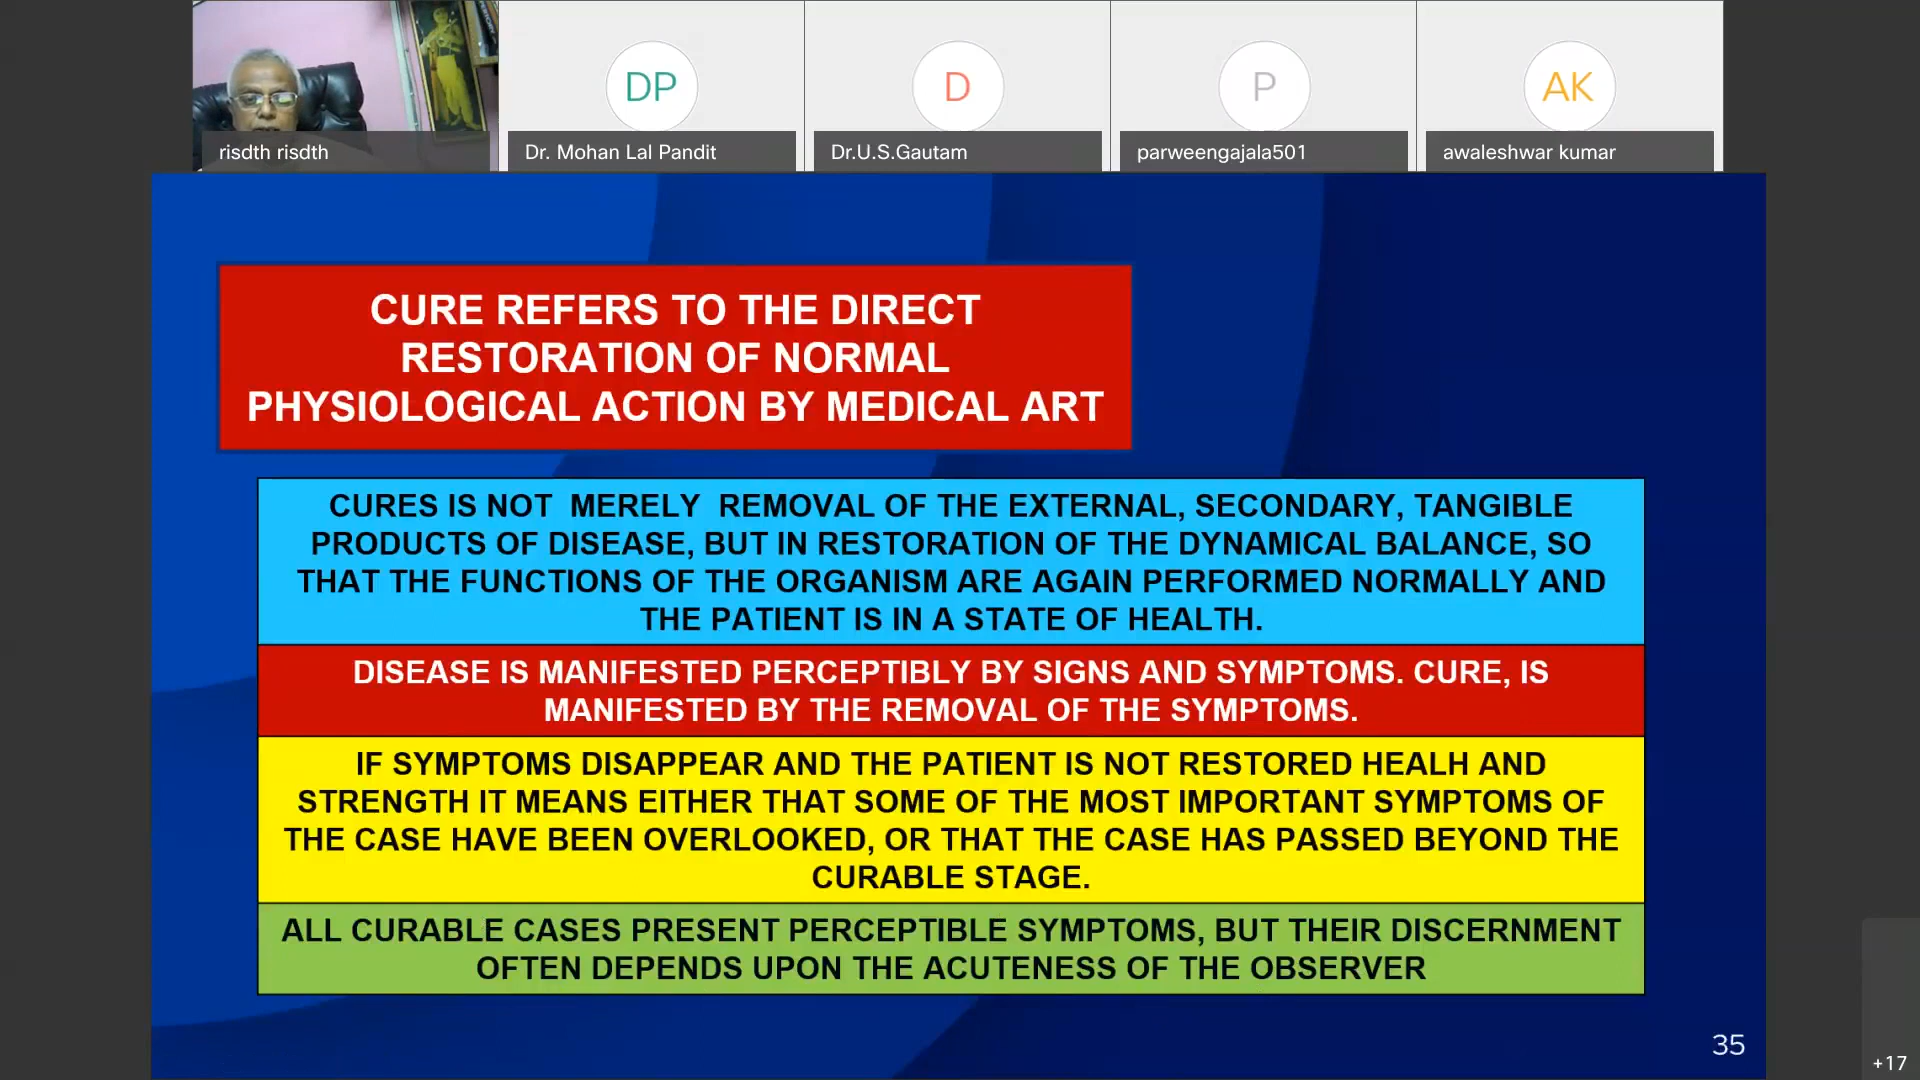 DP
D
P
AK
risdth risdth
Dr. Mohan Lal Pandit
Dr.U.S.Gautam
parweengajala501
awaleshwar kumar
CURE REFERS TO THE DIRECT
RESTORATION OF NORMAL
PHYSIOLOGICAL ACTION BY MEDICAL ART
CURES IS NOT MERELY REMOVAL OF THE EXTERNAL, SECONDARY, TANGIBLE
PRODUCTS OF DISEASE, BUT IN RESTORATION OF THE DYNAMICAL BALANCE, SO
THAT THE FUNCTIONS OF THE ORGANISM ARE AGAIN PERFORMED NORMALLY AND
THE PATIENT IS IN A STATE OF HEALTH.
DISEASE IS MANIFESTED PERCEPTIBLY BY SIGNS AND SYMPTOMS. CURE, IS
MANIFESTED BY THE REMOVAL OF THE SYMPTOMS.
IF SYMPTOMS DISAPPEAR AND THE PATIENT IS NOT RESTORED HEALH AND
STRENGTH IT MEANS EITHER THAT SOME OF THE MOST IMPORTANT SYMPTOMS OF
THE CASE HAVE BEEN OVERLOOKED, OR THAT THE CASE HAS PASSED BEYOND THE
CURABLE STAGE.
ALL CURABLE CASES PRESENT PERCEPTIBLE SYMPTOMS, BUT THEIR DISCERNMENT
OFTEN DEPENDS UPON THE ACUTENESS OF THE OBSERVER
35
+17